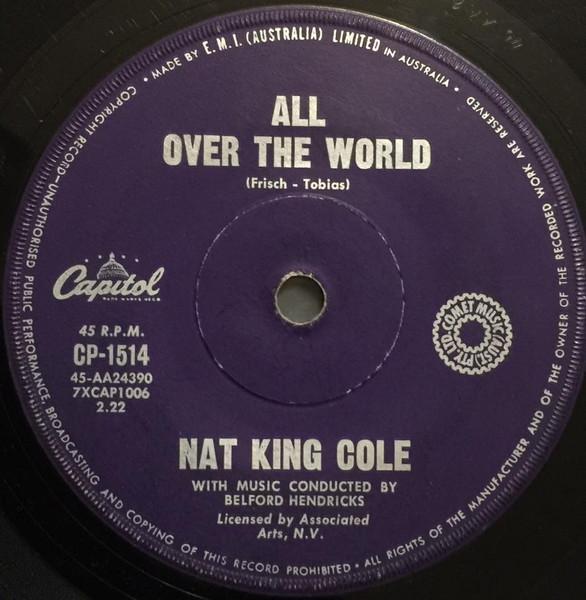 • MADE BY E.M.I. (AUSTRALIA) LIMITED IN AUSTRALIA •
ALL
OVER THE WORLD
(Frisch - Tobias)
Capitol
45 R.P.M.
CP-1514
45-AA24390
7XCAP1006
2.22
COMET MUSIC (AUST) PTY. LTD.
NAT KING COLE
WITH MUSIC CONDUCTED BY
BELFORD HENDRICKS
Licensed by Associated
Arts, N.V.
COPYRIGHT RECORD-UNAUTHORISED PUBLIC PERFORMANCE, BROADCASTING AND COPYING OF THIS RECORD PROHIBITED • ALL RIGHTS OF THE MANUFACTURER AND OF THE OWNER OF THE RECORDED WORK ARE RESERVED